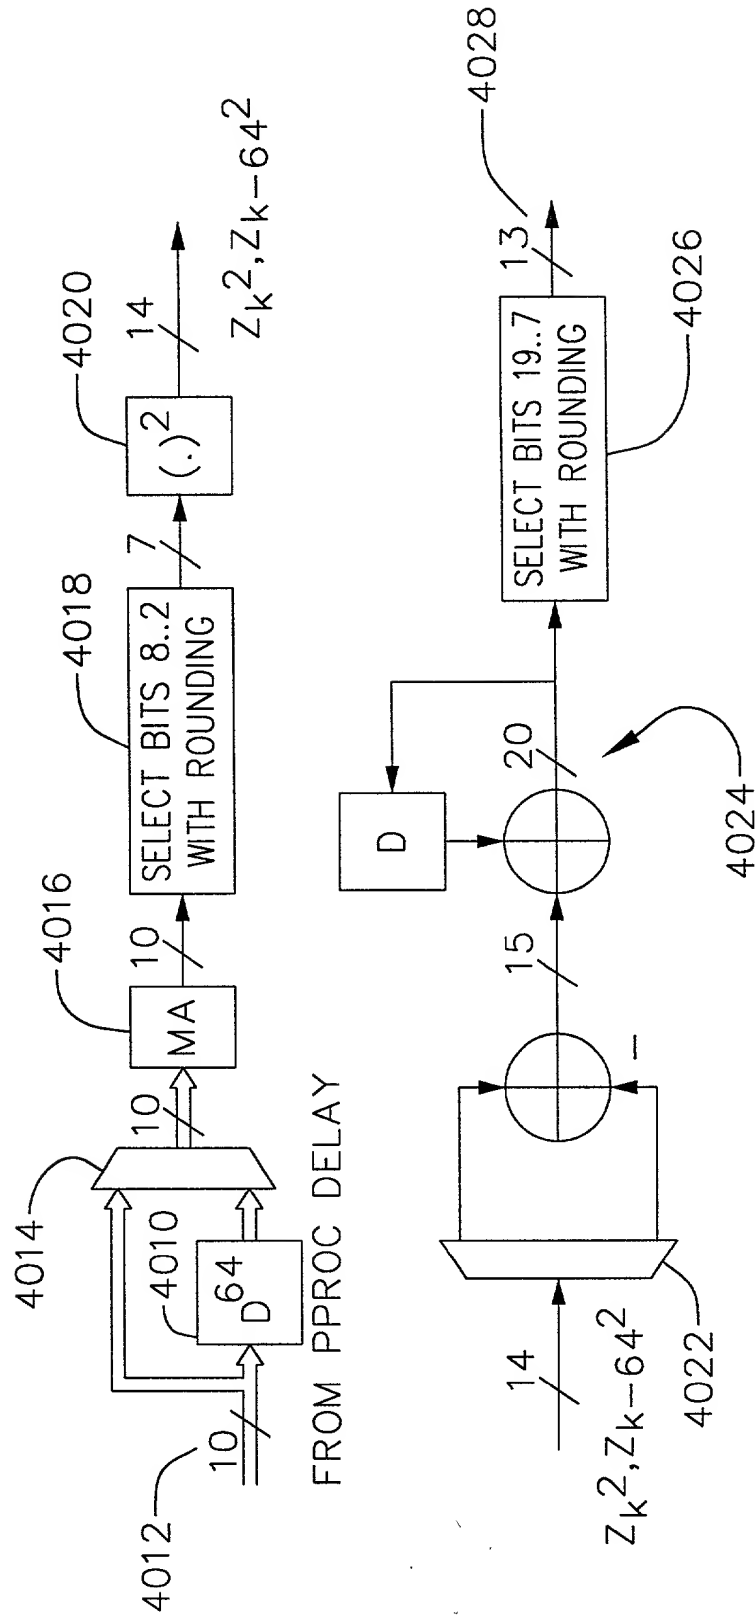 4012
10
FROM PPROC DELAY
4010
D^64
4014
10
4016
MA
10
4018
SELECT BITS 8..2
WITH ROUNDING
7
4020
(.)^2
14
Z_k^2, Z_k-64^2
Z_k^2, Z_k-64^2
14
4022
-
15
D
20
4024
SELECT BITS 19..7
WITH ROUNDING
4026
13
4028